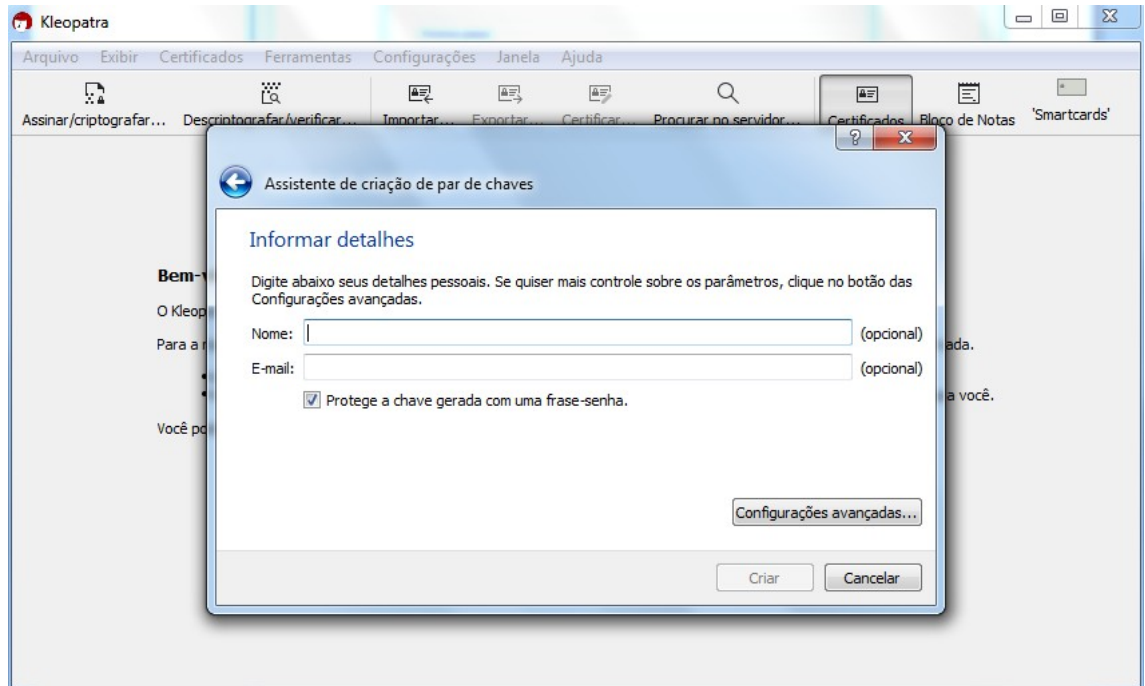 Kleopatra
Arquivo Exibir Certificados Ferramentas Configurações Janela Ajuda
Assinar/criptografar... Descriptografar/verificar... Importar... Exportar... Certificar... Procurar no servidor... Certificados Bloco de Notas 'Smartcards'
Assistente de criação de par de chaves
Informar detalhes
Bem-
Digite abaixo seus detalhes pessoais. Se quiser mais controle sobre os parâmetros, clique no botão das
Configurações avançadas.
O Kleop
Nome: (opcional)
Para a ada.
E-mail: (opcional)
Protege a chave gerada com uma frase-senha. a você.
Você po
Configurações avançadas...
Criar Cancelar